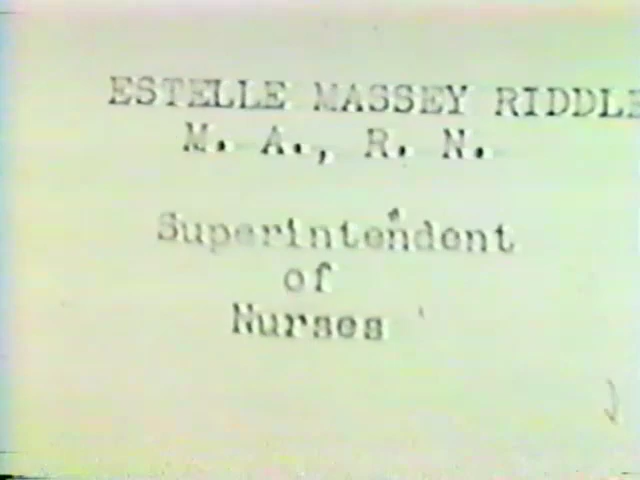 ESTELLE MASSEY RIDDLE
M. A., R. N.
Superintendent
of
Nurses